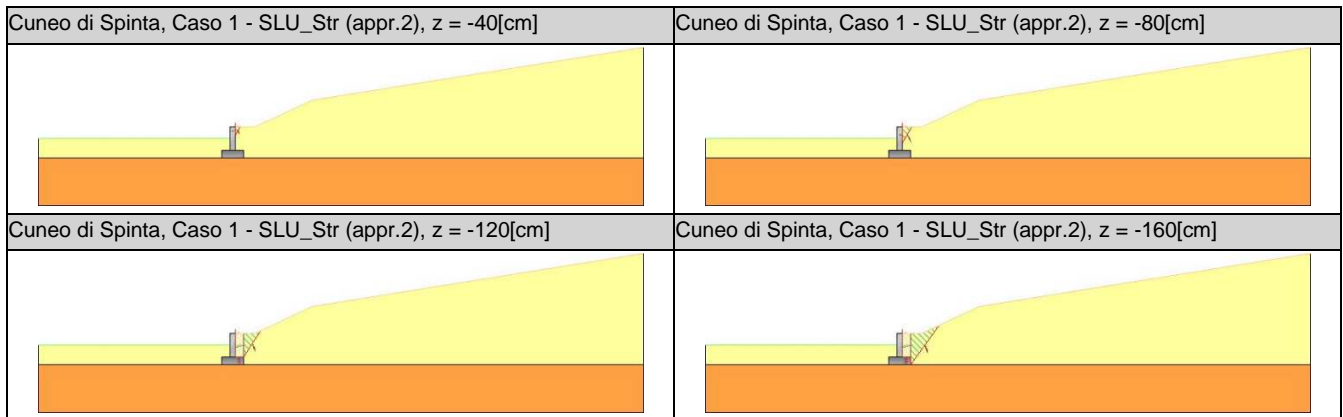 Cuneo di Spinta, Caso 1 - SLU_Str (appr.2), z = -40[cm]
Cuneo di Spinta, Caso 1 - SLU_Str (appr.2), z = -80[cm]
Cuneo di Spinta, Caso 1 - SLU_Str (appr.2), z = -120[cm]
Cuneo di Spinta, Caso 1 - SLU_Str (appr.2), z = -160[cm]